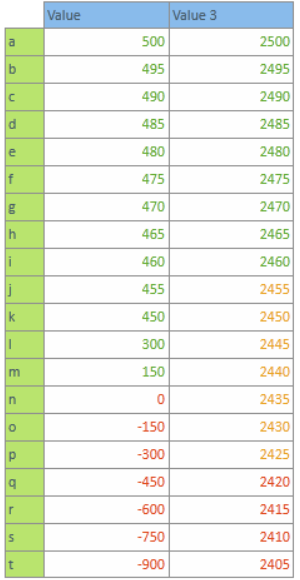 Value Value 3
a 500 2500
b 495 2495
c 490 2490
d 485 2485
e 480 2480
f 475 2475
g 470 2470
h 465 2465
i 460 2460
j 455 2455
k 450 2450
l 300 2445
m 150 2440
n 0 2435
o -150 2430
p -300 2425
q -450 2420
r -600 2415
s -750 2410
t -900 2405